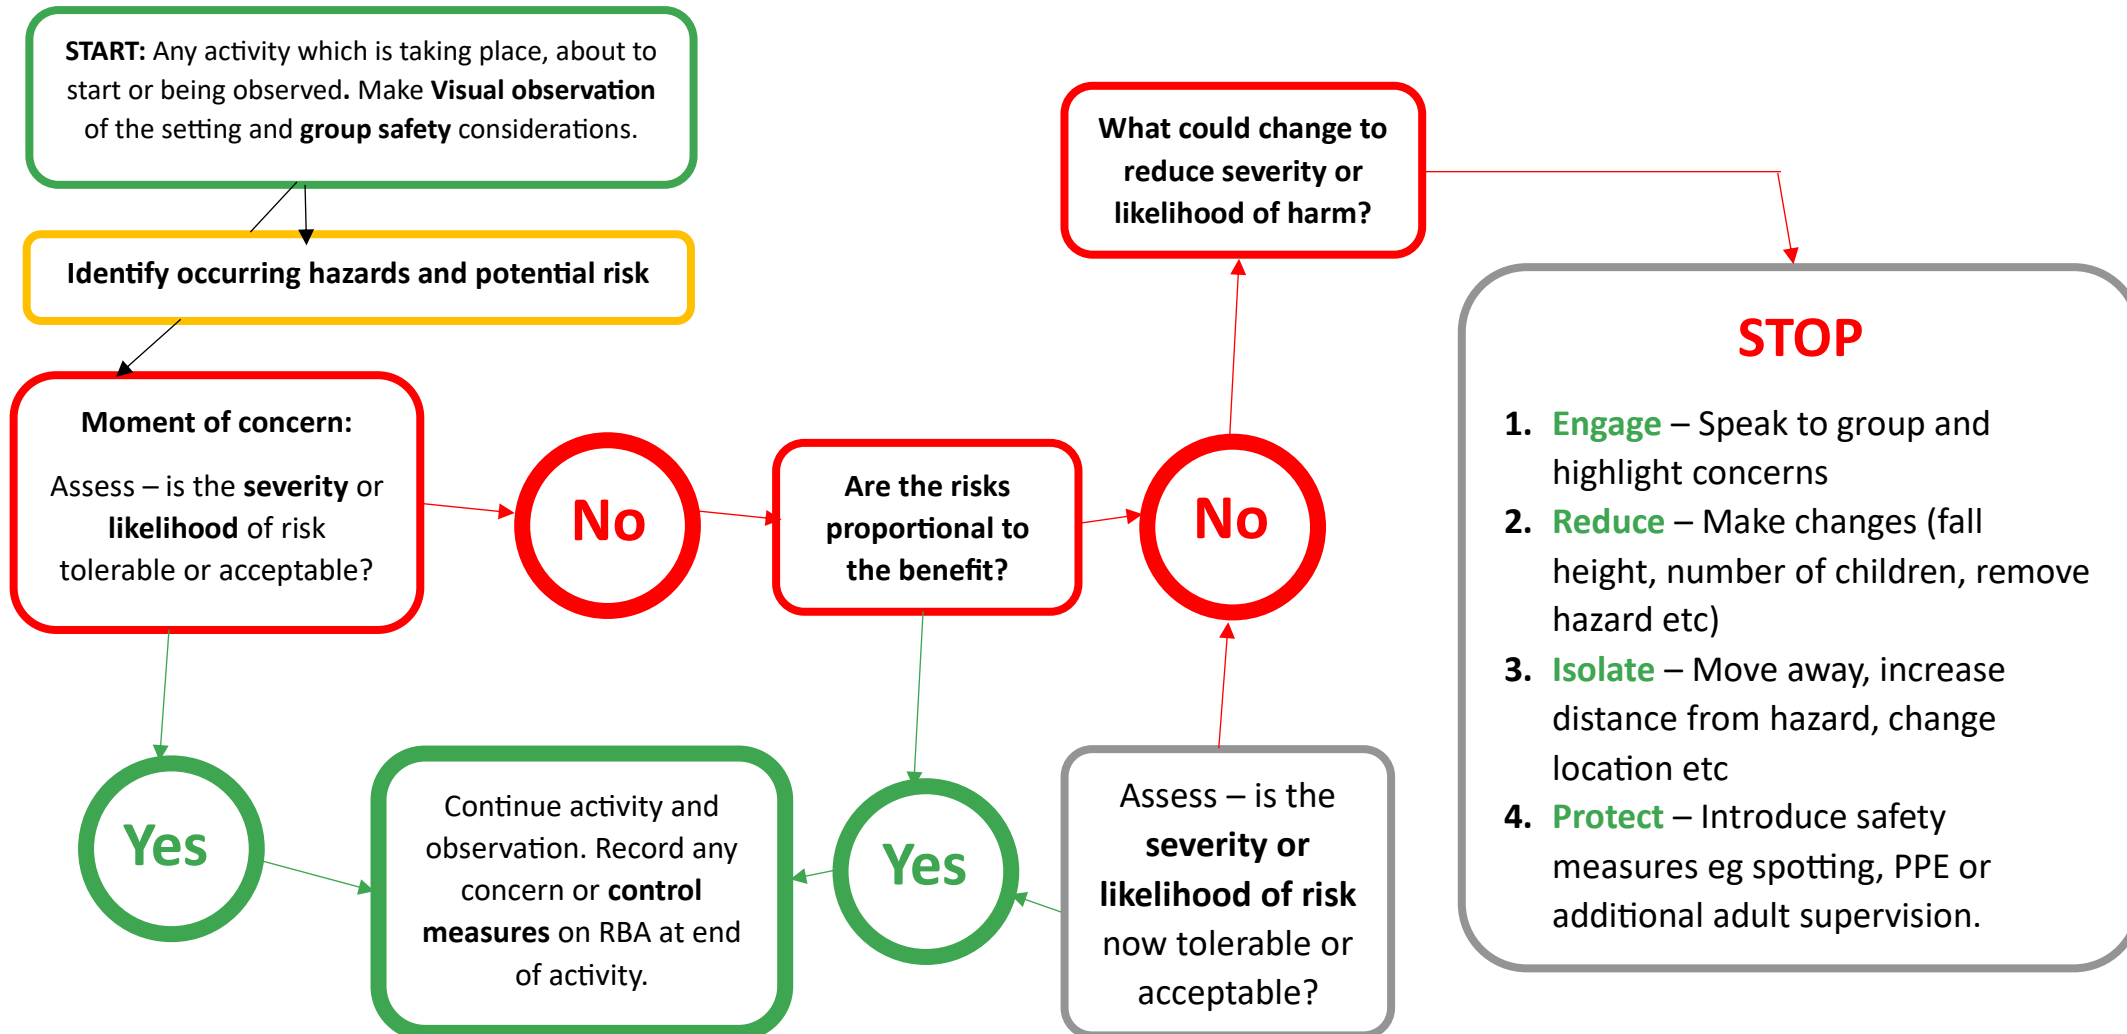 START: Any activity which is taking place, about to
start or being observed. Make Visual observation
of the setting and group safety considerations.
Identify occurring hazards and potential risk
Moment of concern:
Assess – is the severity or
likelihood of risk
tolerable or acceptable?
No
Are the risks
proportional to
the benefit?
No
What could change to
reduce severity or
likelihood of harm?
STOP
1. Engage – Speak to group and
highlight concerns
2. Reduce – Make changes (fall
height, number of children, remove
hazard etc)
3. Isolate – Move away, increase
distance from hazard, change
location etc
4. Protect – Introduce safety
measures eg spotting, PPE or
additional adult supervision.
Yes
Continue activity and
observation. Record any
concern or control
measures on RBA at end
of activity.
Yes
Assess – is the
severity or
likelihood of risk
now tolerable or
acceptable?